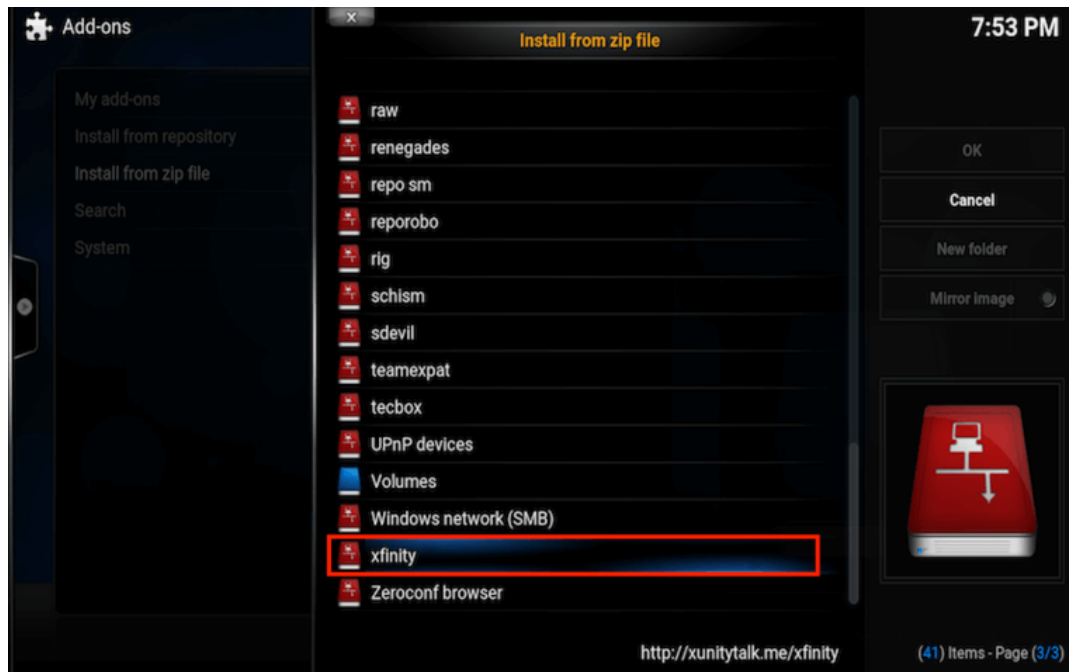 Add-ons
x
Install from zip file
7:53 PM
My add-ons
Install from repository
Install from zip file
Search
System
raw
renegades
repo sm
reporobo
rig
schism
sdevil
teamexpat
tecbox
UPnP devices
Volumes
Windows network (SMB)
xfinity
Zeroconf browser
OK
Cancel
New folder
Mirror image
http://xunitytalk.me/xfinity
(41) Items - Page (3/3)